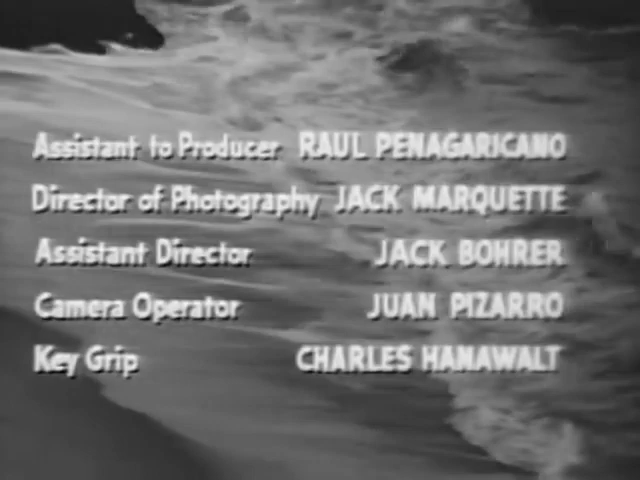 Assistant to Producer RAUL PENAGARICANO
Director of Photography JACK MARQUETTE
Assistant Director JACK BOHRER
Camera Operator JUAN PIZARRO
Key Grip CHARLES HANAWALT